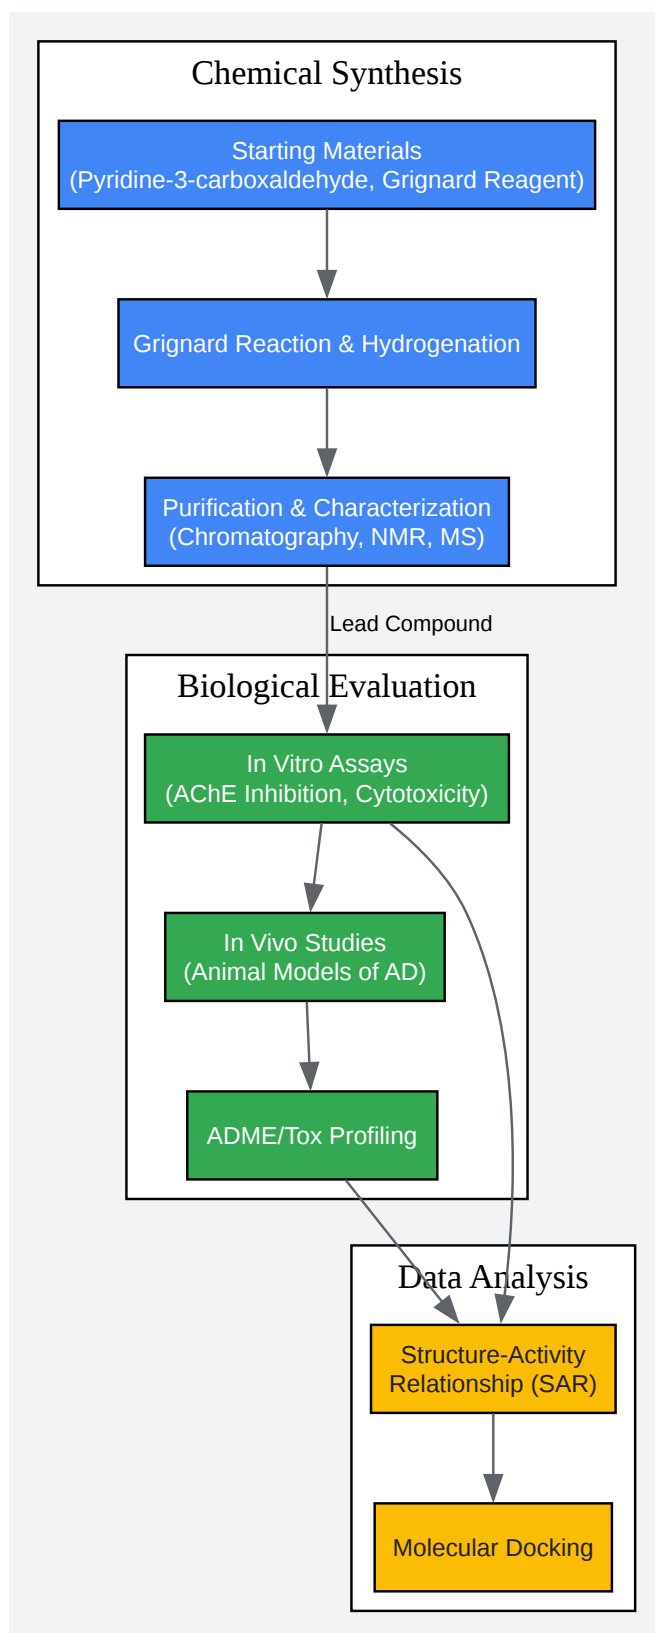 Chemical Synthesis
Starting Materials
(Pyridine-3-carboxaldehyde, Grignard Reagent)
Grignard Reaction & Hydrogenation
Purification & Characterization
(Chromatography, NMR, MS)
Lead Compound
Biological Evaluation
In Vitro Assays
(AChE Inhibition, Cytotoxicity)
In Vivo Studies
(Animal Models of AD)
ADME/Tox Profiling
Data Analysis
Structure-Activity
Relationship (SAR)
Molecular Docking